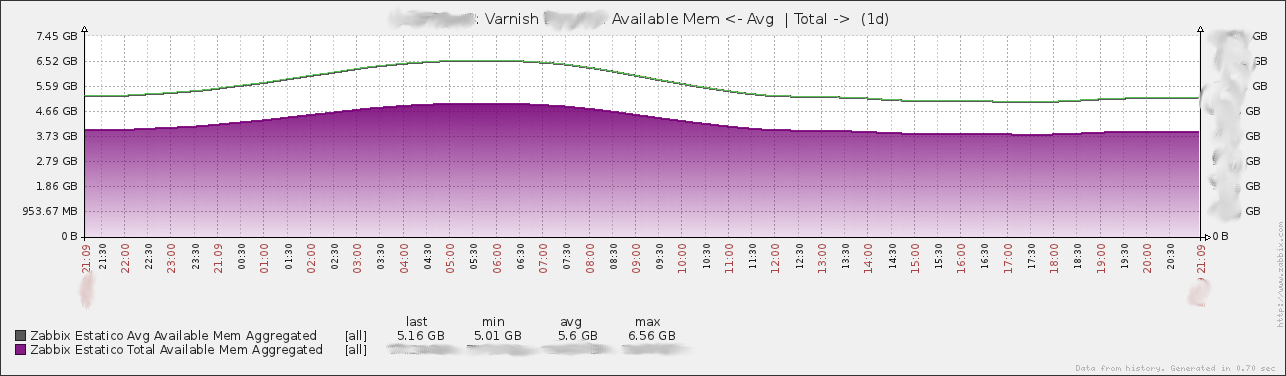 : Varnish Available Mem <- Avg | Total -> (1d)
7.45 GB GB
6.52 GB GB
5.59 GB GB
4.66 GB GB
3.73 GB GB
2.79 GB GB
1.86 GB GB
953.67 MB GB
0 B 0 B
21:09 21:30 22:00 22:30 23:00 23:30 00:30 01:00 01:30 02:00 02:30 03:00 03:30 04:00 04:30 05:00 05:30 06:00 06:30 07:00 07:30 08:00 08:30 09:00 09:30 10:00 10:30 11:00 11:30 12:00 12:30 13:00 13:30 14:00 14:30 15:00 15:30 16:00 16:30 17:00 17:30 18:00 18:30 19:00 19:30 20:00 20:30 21:09
http://www.zabbix.com
last min avg max
Zabbix Estatico Avg Available Mem Aggregated [all] 5.16 GB 5.01 GB 5.6 GB 6.56 GB
Zabbix Estatico Total Available Mem Aggregated [all]
Data from history. Generated in 0.70 sec